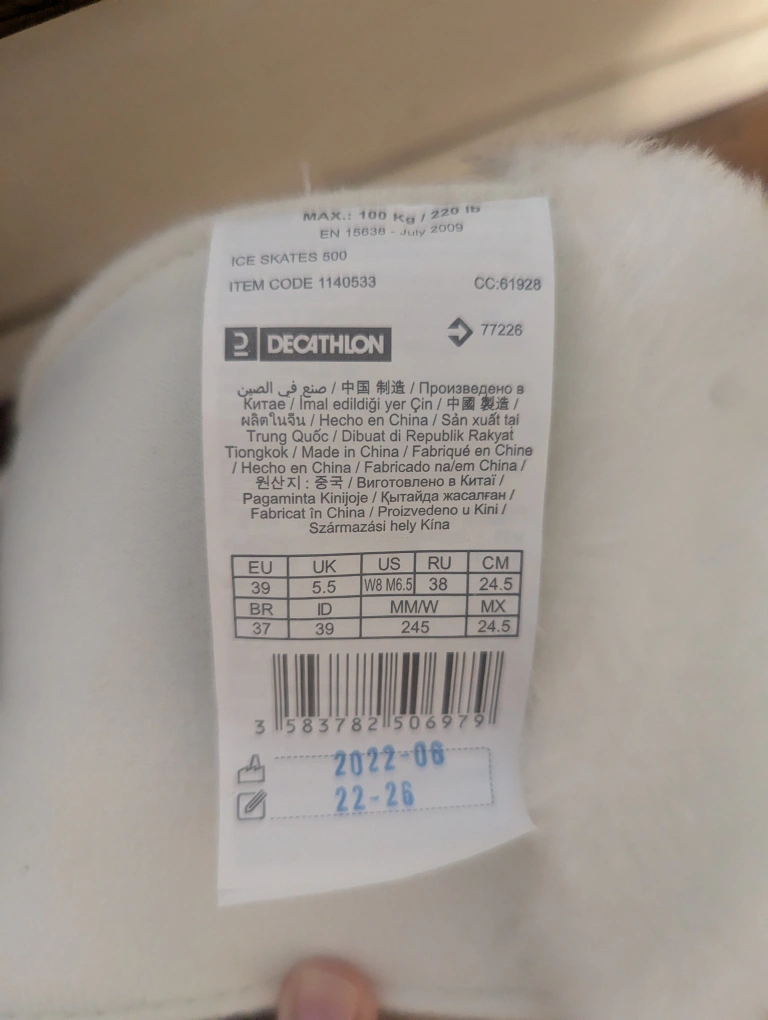 MAX.: 100 Kg / 220 lb
EN 15638 - July 2009
ICE SKATES 500
ITEM CODE 1140533 CC:61928
DECATHLON 77226
صنع في الصين / 中国 制造 / Произведено в
Китае / İmal edildiği yer Çin / 中國 製造 /
ผลิตในจีน / Hecho en China / Sản xuất tại
Trung Quốc / Dibuat di Republik Rakyat
Tiongkok / Made in China / Fabriqué en Chine
/ Hecho en China / Fabricado na/em China /
원산지 : 중국 / Виготовлено в Китаї /
Pagaminta Kinijoje / Қытайда жасалған /
Fabricat în China / Proizvedeno u Kini /
Származási hely Kína
EU UK US RU CM
39 5.5 W8 M6.5 38 24.5
BR ID MM/W MX
37 39 245 24.5
3 583782 506979
2022-06
22-26